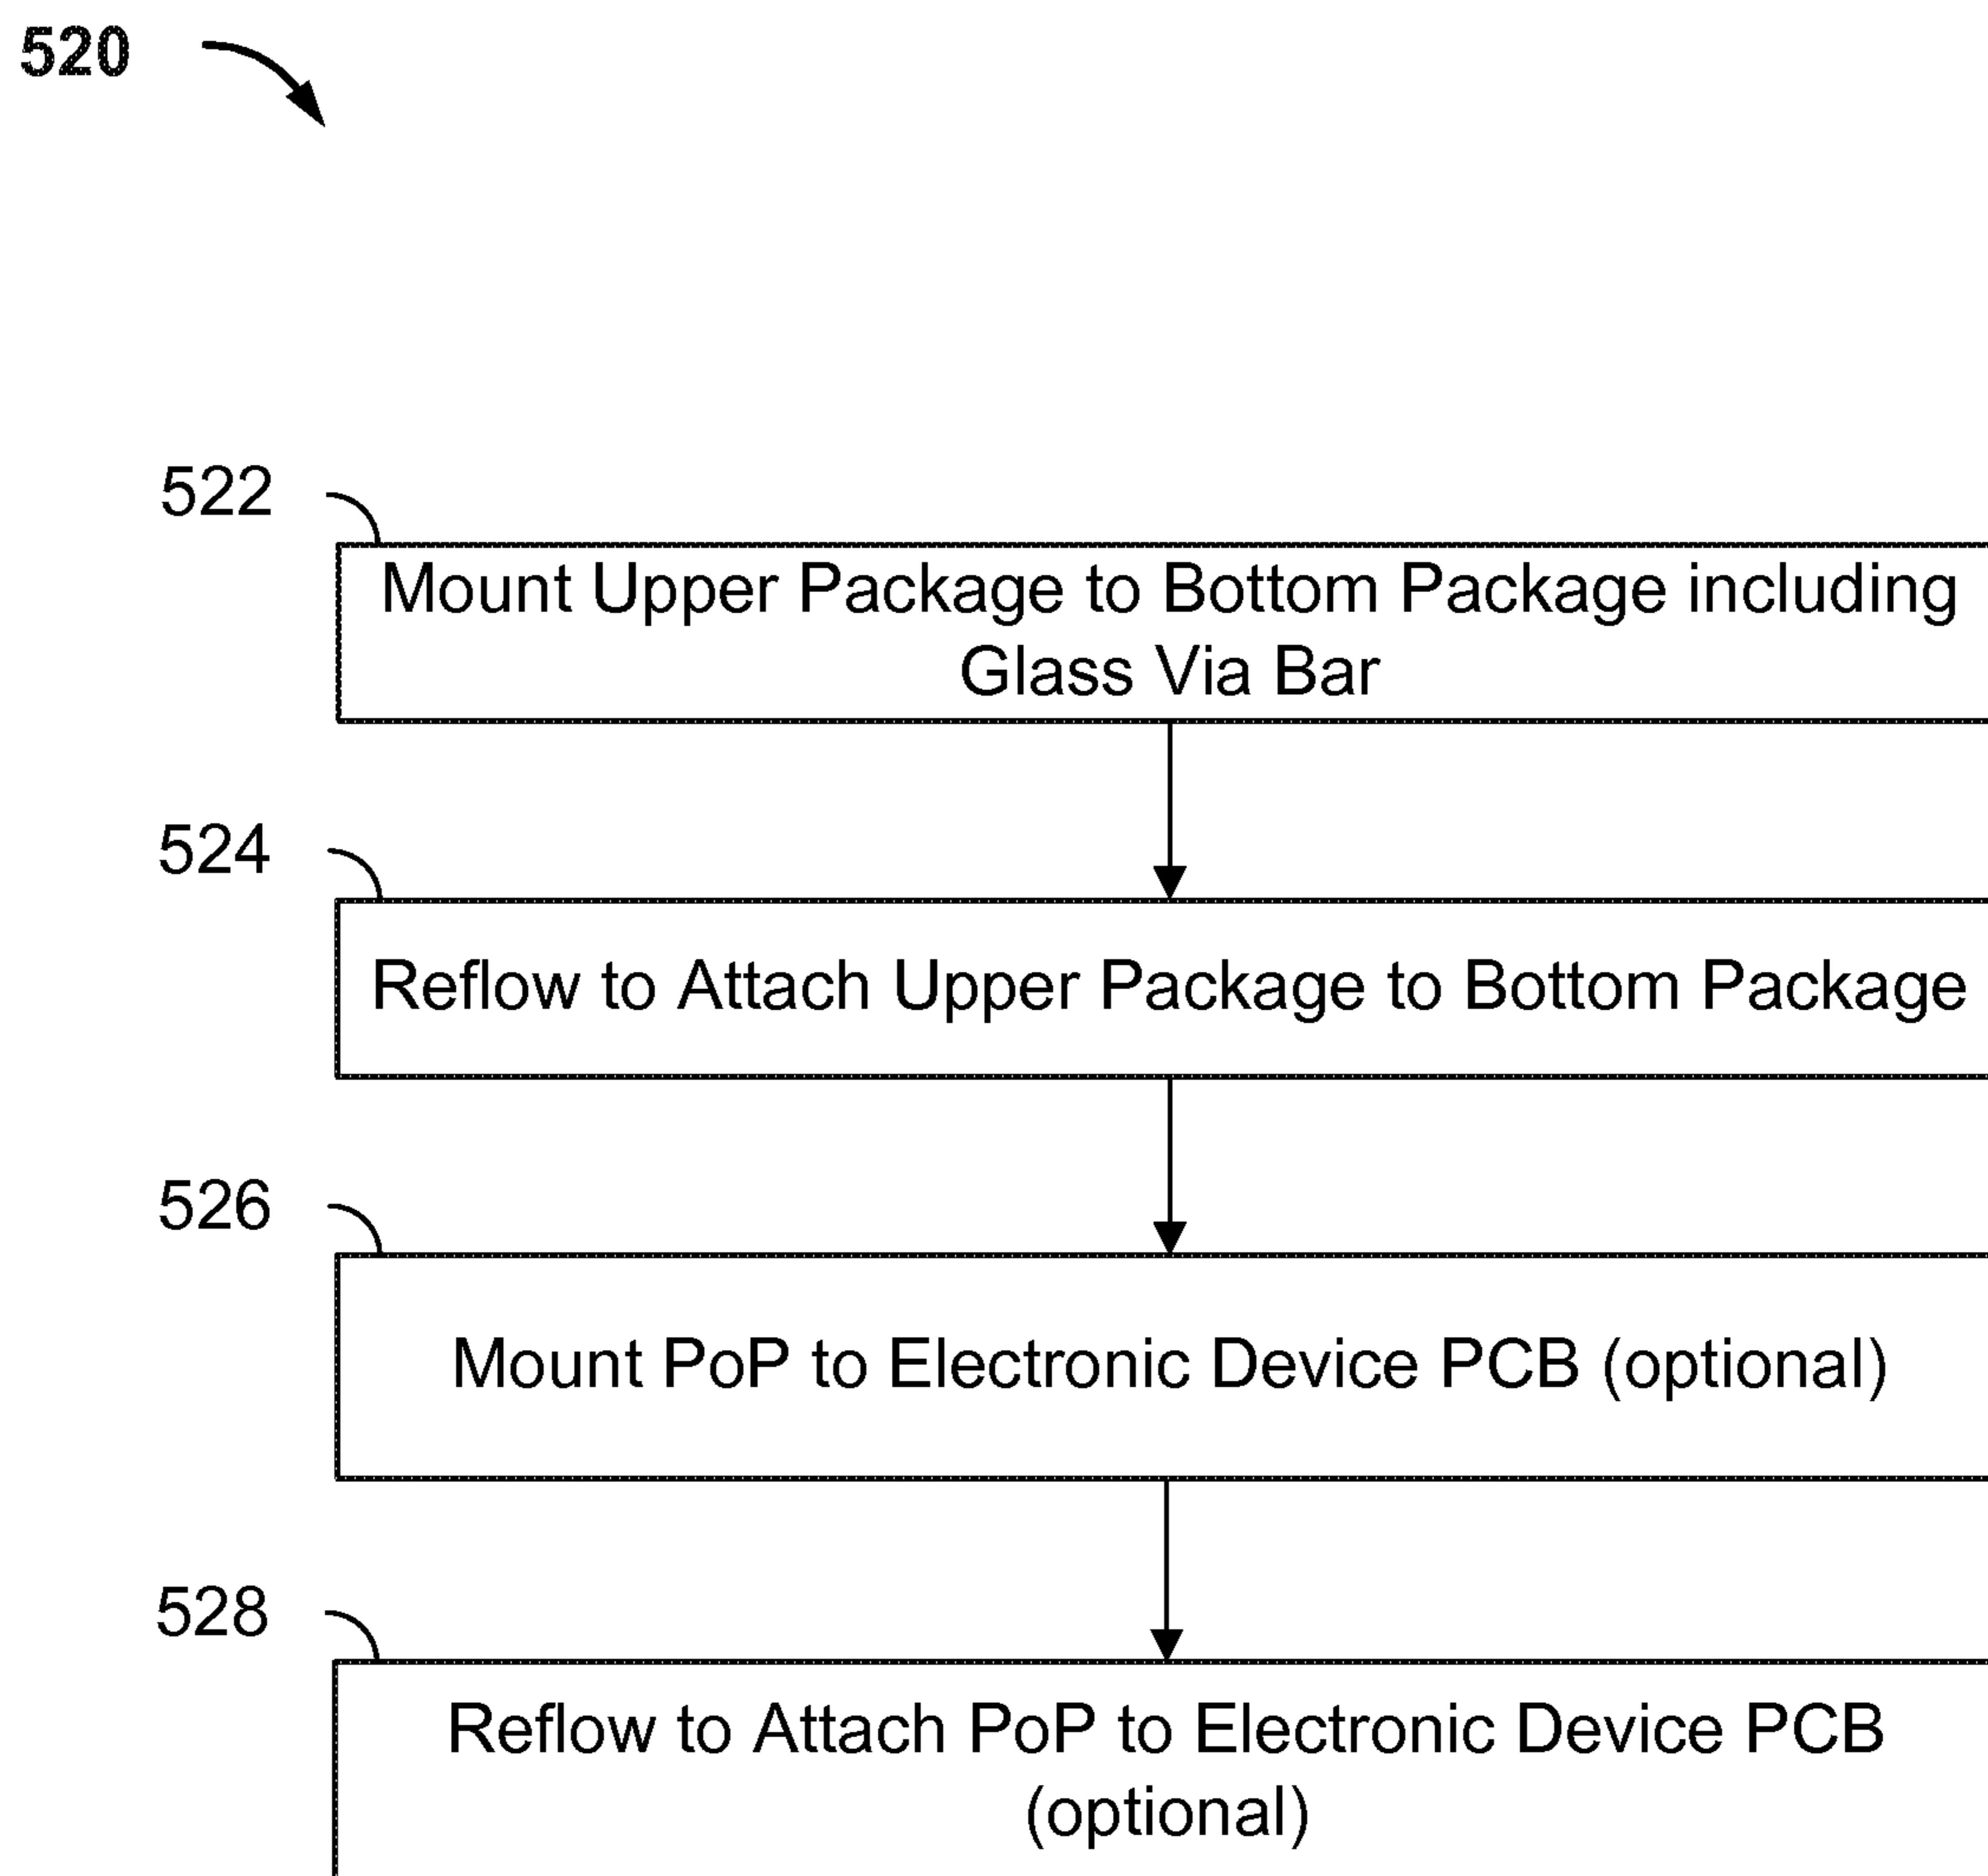 520
522
Mount Upper Package to Bottom Package including
Glass Via Bar
524
Reflow to Attach Upper Package to Bottom Package
526
Mount PoP to Electronic Device PCB (optional)
528
Reflow to Attach PoP to Electronic Device PCB
(optional)